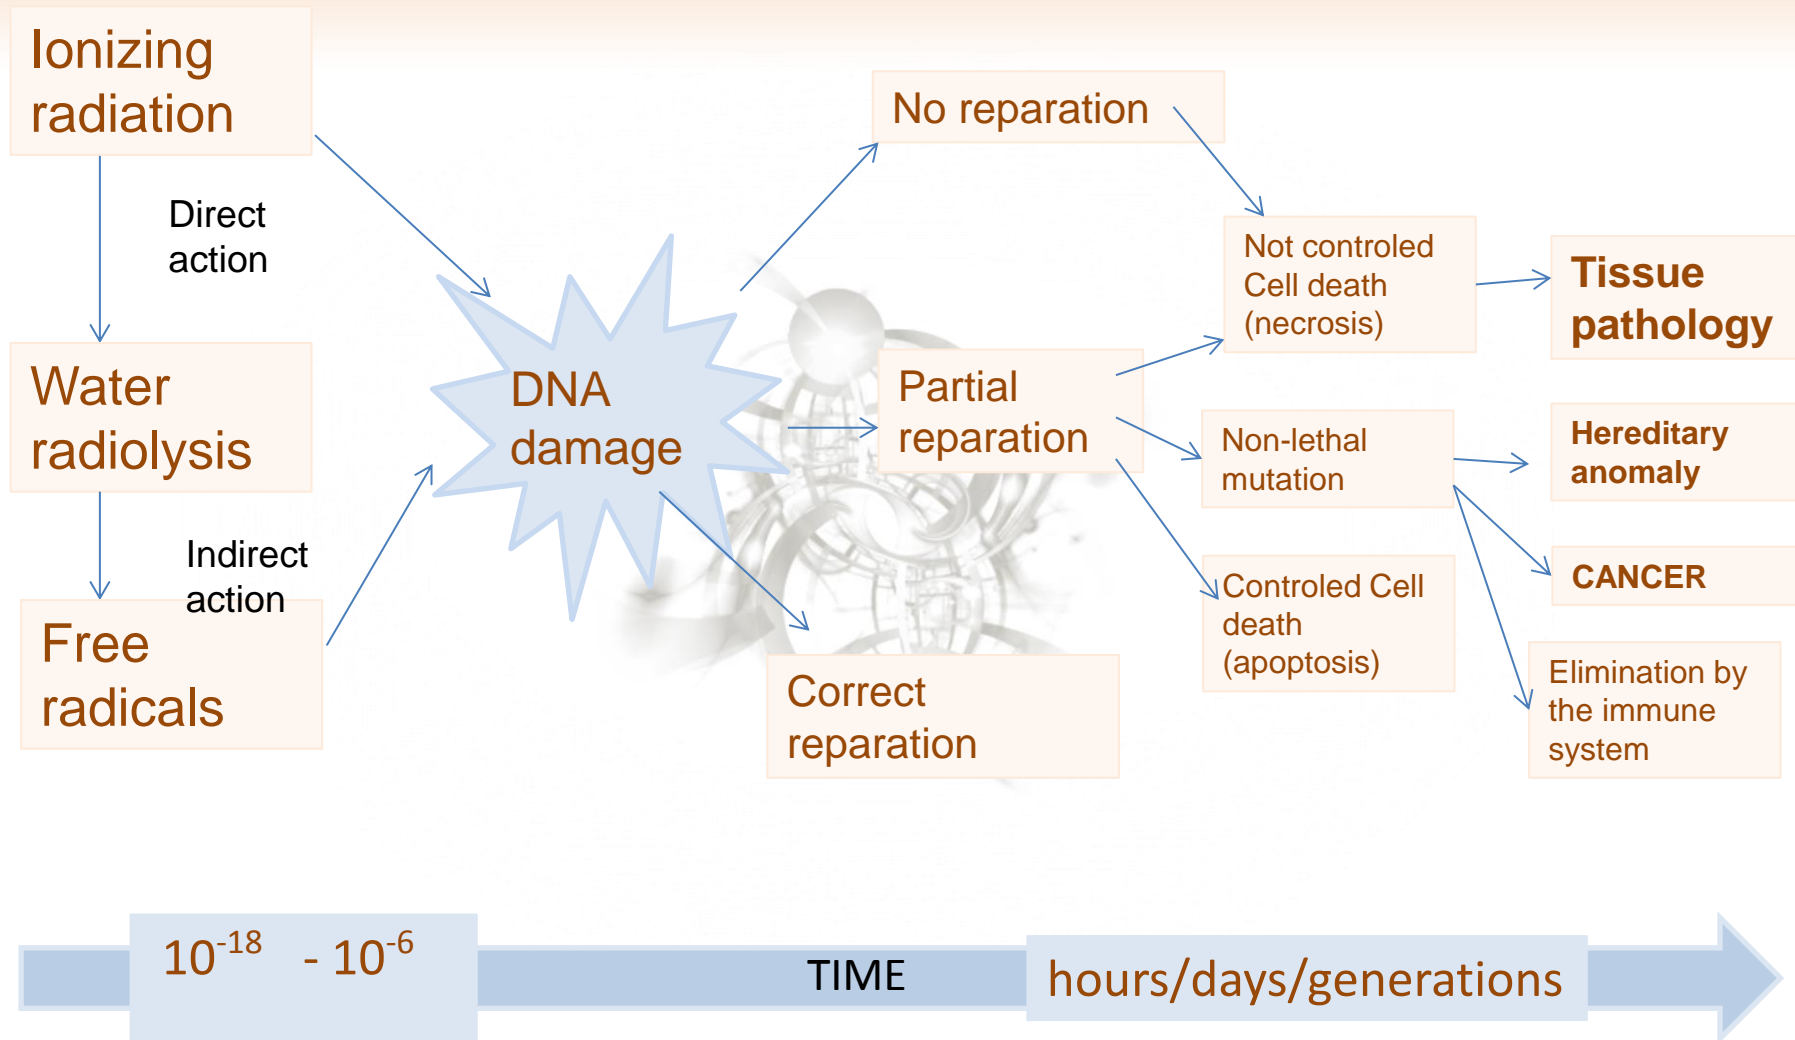 Ionizing
radiation
Direct
action
Water
radiolysis
Indirect
action
Free
radicals
DNA
damage
No reparation
Partial
reparation
Correct
reparation
Not controled
Cell death
(necrosis)
Non-lethal
mutation
Controled Cell
death
(apoptosis)
Tissue
pathology
Hereditary
anomaly
CANCER
Elimination by
the immune
system
10⁻¹⁸ - 10⁻⁶
TIME
hours/days/generations